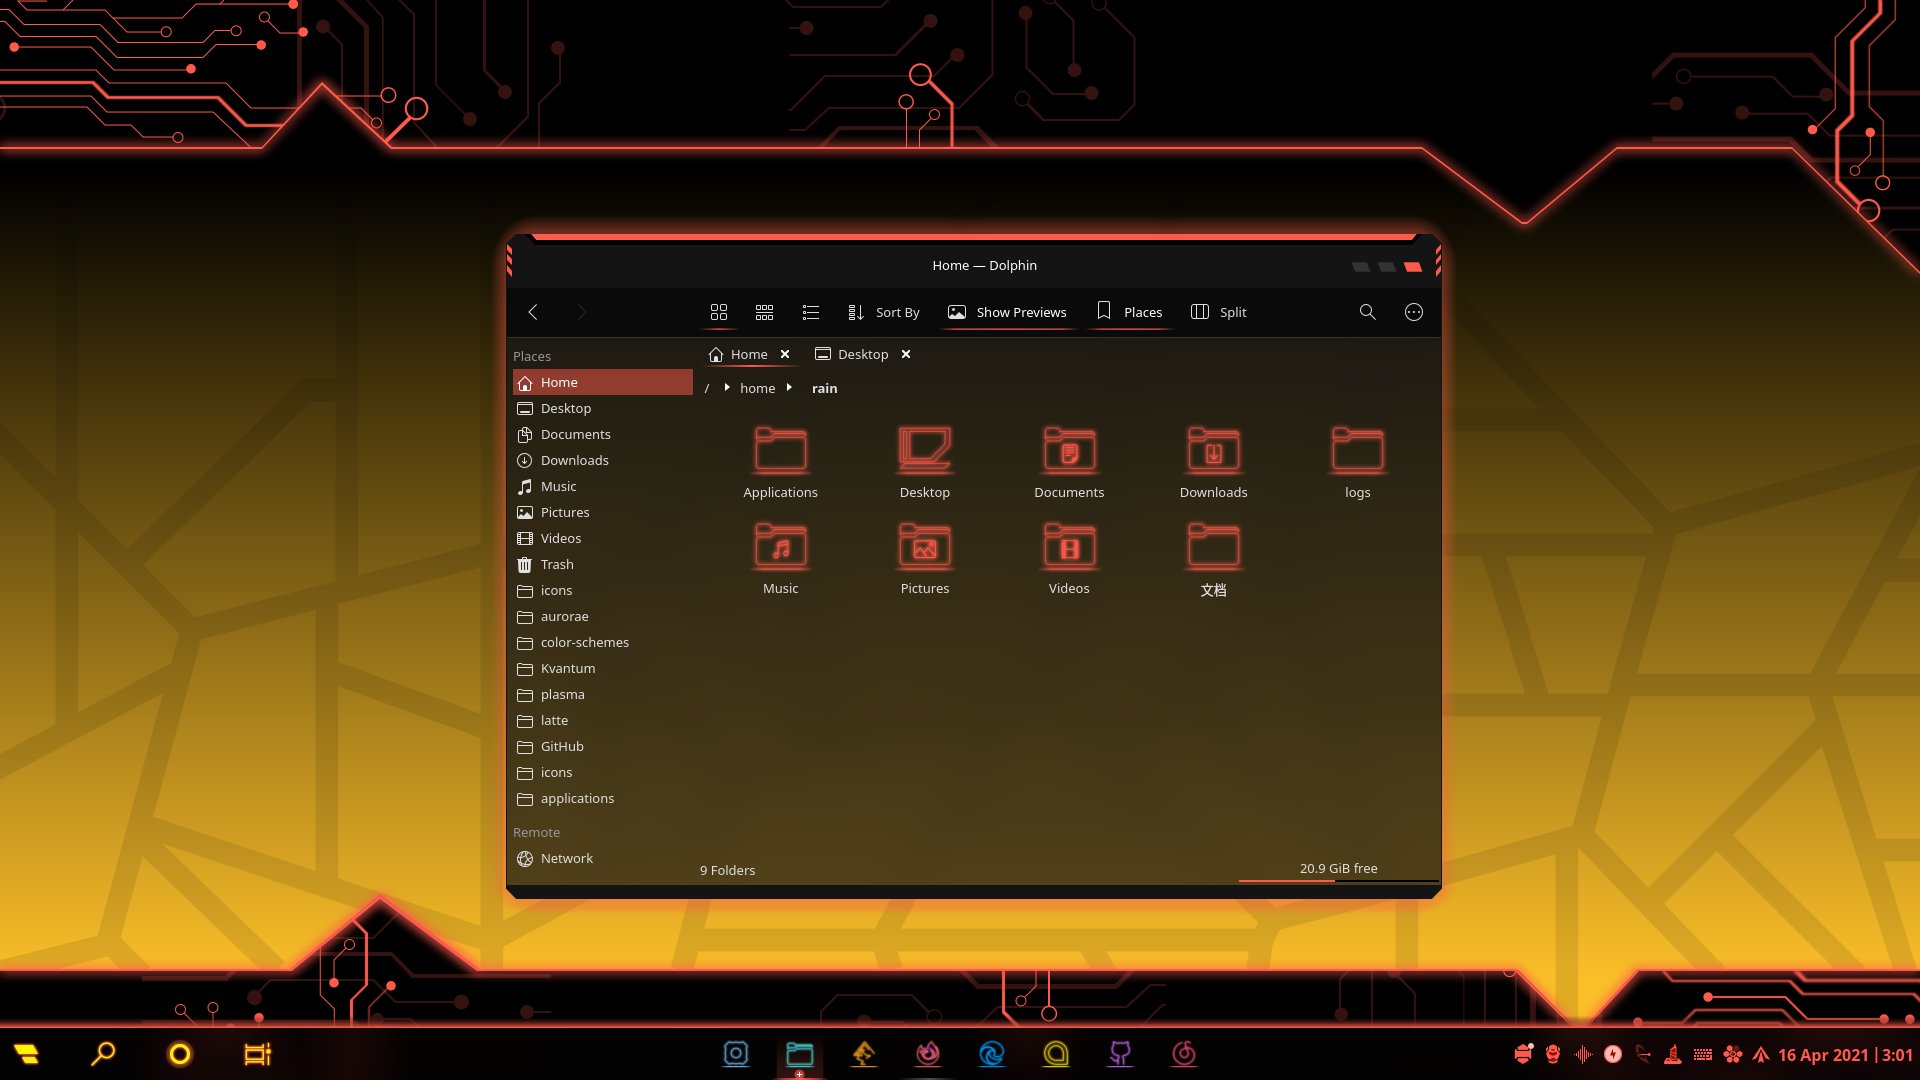 Home — Dolphin
Sort By
Show Previews
Places
Split
Places
Home
Desktop
Documents
Downloads
Music
Pictures
Videos
Trash
icons
aurorae
color-schemes
Kvantum
plasma
latte
GitHub
icons
applications
Remote
Network
Home
Desktop
/ home rain
Applications
Desktop
Documents
Downloads
logs
Music
Pictures
Videos
文档
9 Folders
20.9 GiB free
16 Apr 2021 | 3:01